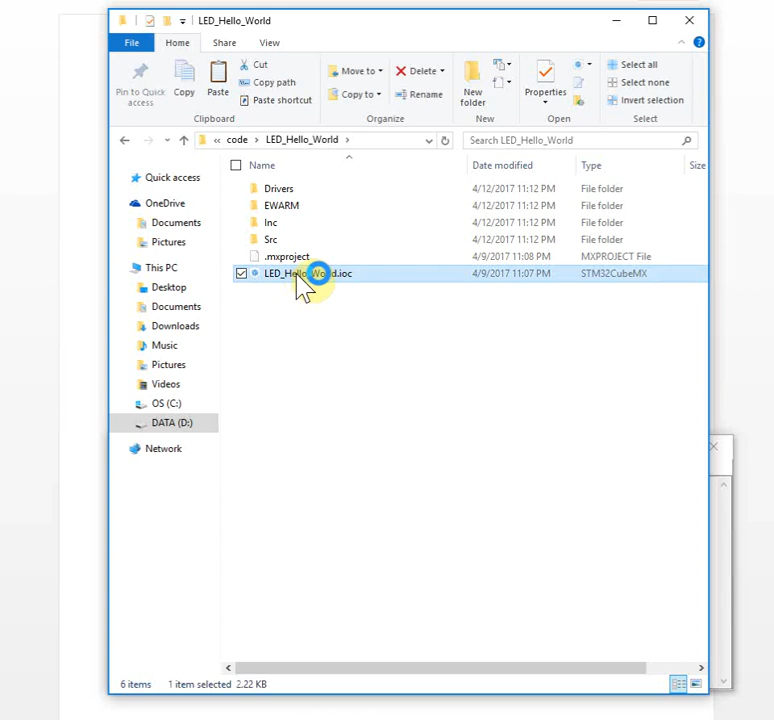 LED_Hello_World
File Home Share View
Pin to Quick access
Copy
Paste
Cut
Copy path
Paste shortcut
Clipboard
Move to
Copy to
Delete
Rename
Organize
New folder
New
Properties
Open
Select all
Select none
Invert selection
Select
« code > LED_Hello_World >
Search LED_Hello_World
Name Date modified Type Size
Drivers 4/12/2017 11:12 PM File folder
EWARM 4/12/2017 11:12 PM File folder
Inc 4/12/2017 11:12 PM File folder
Src 4/12/2017 11:12 PM File folder
.mxproject 4/9/2017 11:08 PM MXPROJECT File
LED_Hello_World.ioc 4/9/2017 11:07 PM STM32CubeMX
Quick access
OneDrive
Documents
Pictures
This PC
Desktop
Documents
Downloads
Music
Pictures
Videos
OS (C:)
DATA (D:)
Network
6 items 1 item selected 2.22 KB